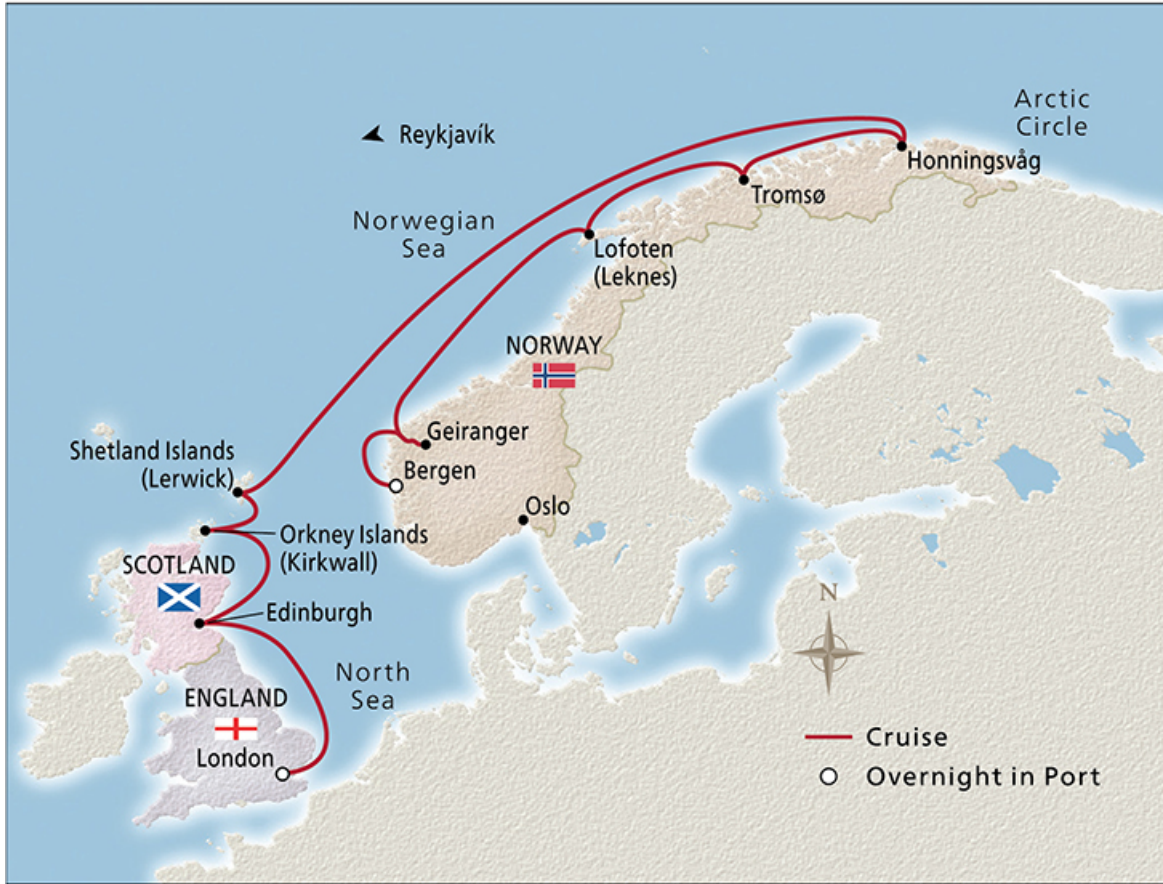 Arctic
Circle
Reykjavík
Honningsvåg
Tromsø
Norwegian
Sea
Lofoten
(Leknes)
NORWAY
Geiranger
Shetland Islands
(Lerwick)
Bergen
Oslo
Orkney Islands
(Kirkwall)
SCOTLAND
Edinburgh
N
North
Sea
ENGLAND
London
Cruise
Overnight in Port